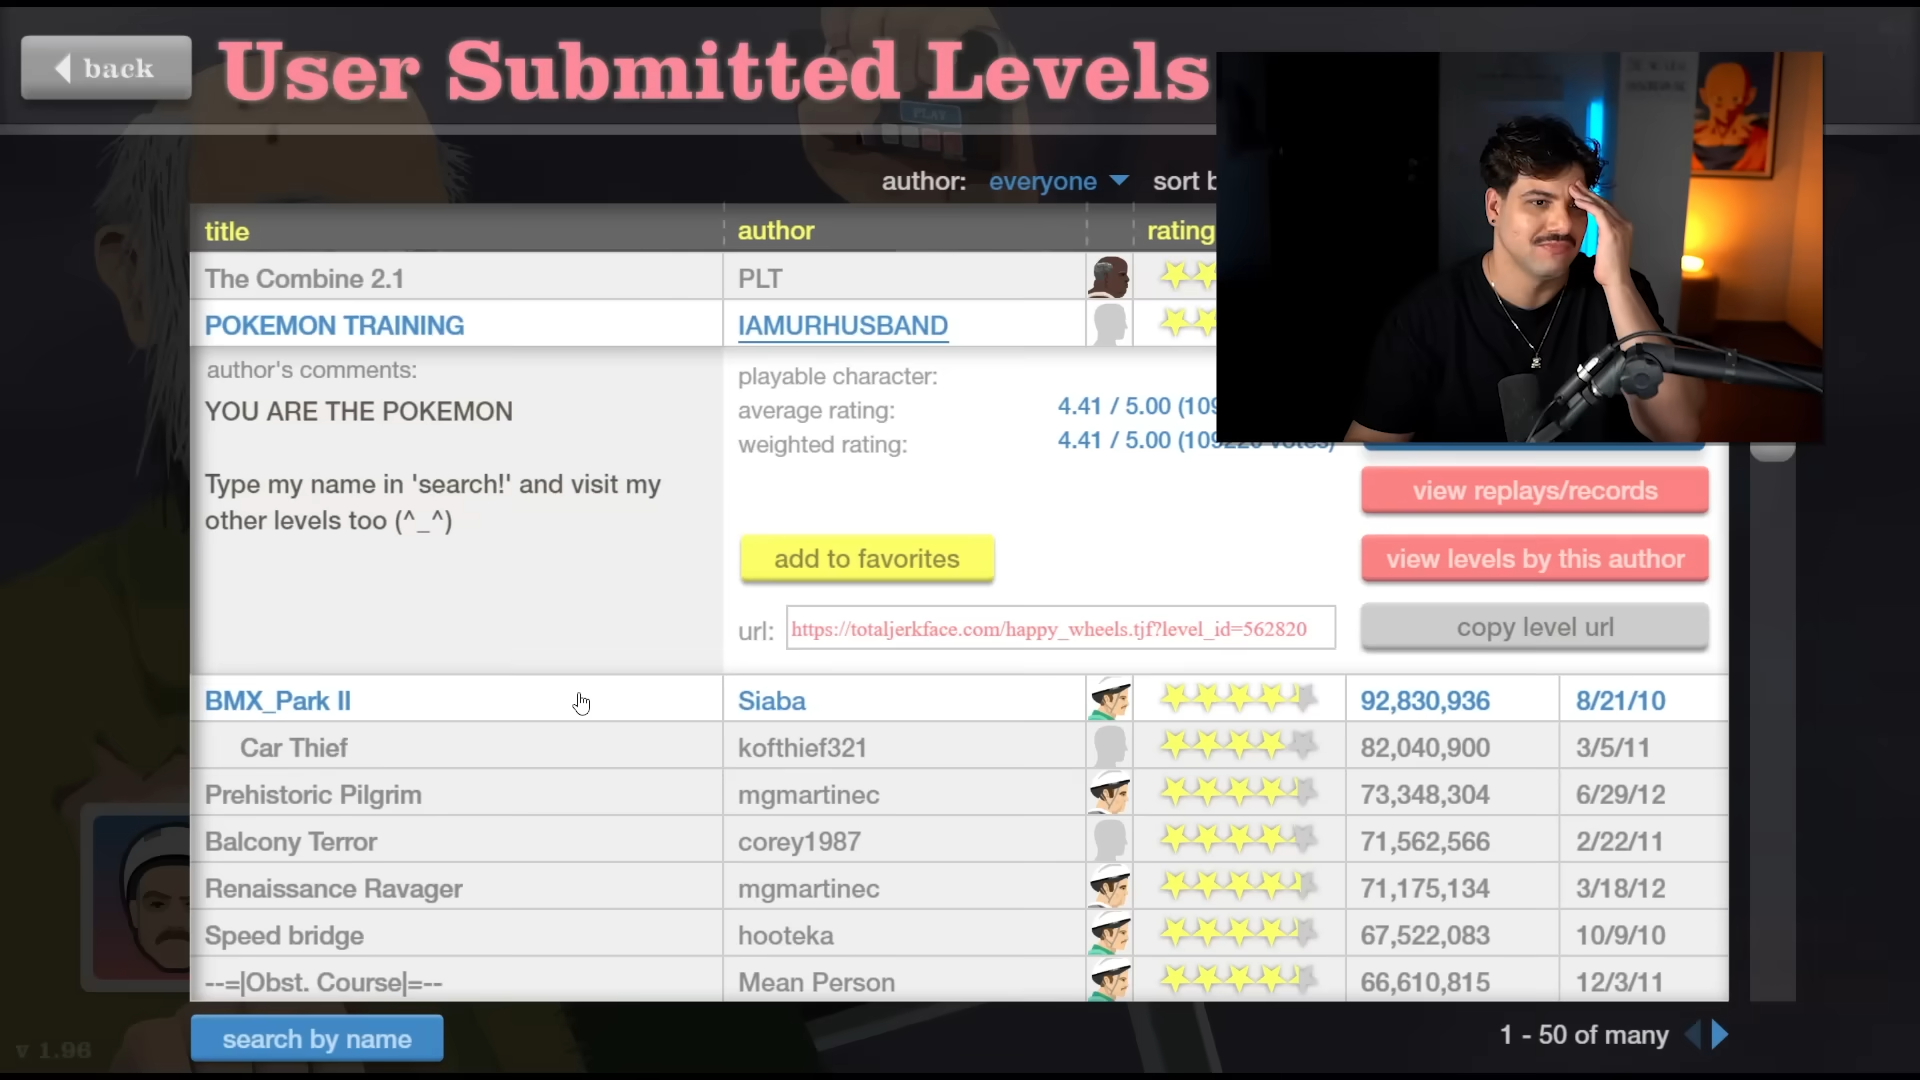 back
User Submitted Levels
PLAY
author: everyone sort b
title author rating
The Combine 2.1 PLT
POKEMON TRAINING IAMURHUSBAND
author's comments:
YOU ARE THE POKEMON
Type my name in 'search!' and visit my
other levels too (^_^)
playable character:
average rating: 4.41 / 5.00 (109
weighted rating: 4.41 / 5.00 (109220 votes)
view replays/records
add to favorites
view levels by this author
url: https://totaljerkface.com/happy_wheels.tjf?level_id=562820
copy level url
BMX_Park II Siaba 92,830,936 8/21/10
Car Thief kofthief321 82,040,900 3/5/11
Prehistoric Pilgrim mgmartinec 73,348,304 6/29/12
Balcony Terror corey1987 71,562,566 2/22/11
Renaissance Ravager mgmartinec 71,175,134 3/18/12
Speed bridge hooteka 67,522,083 10/9/10
--=|Obst. Course|=-- Mean Person 66,610,815 12/3/11
search by name
1 - 50 of many
v 1.96